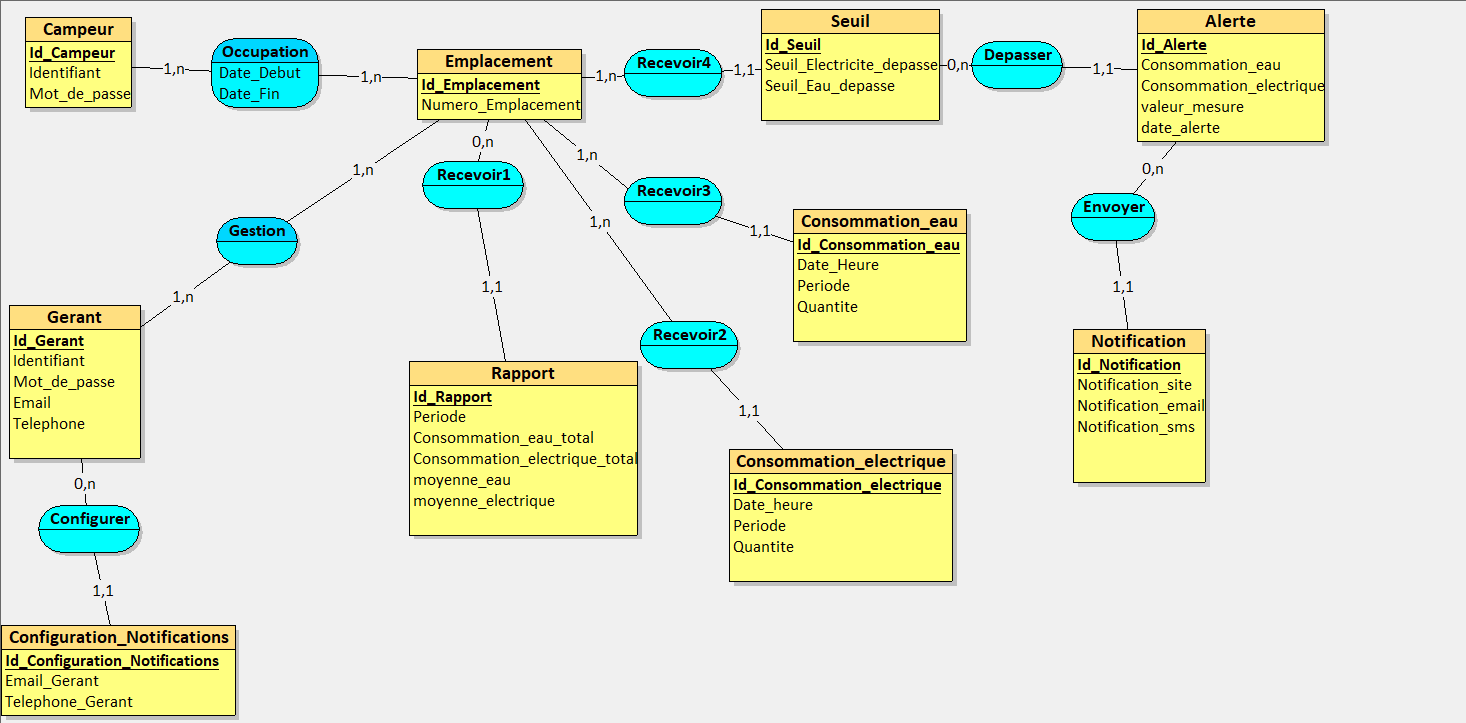 Campeur
Id_Campeur
Identifiant
Mot_de_passe
1,n
Occupation
Date_Debut
Date_Fin
1,n
Emplacement
Id_Emplacement
Numero_Emplacement
1,n
Recevoir4
1,1
Seuil
Id_Seuil
Seuil_Electricite_depasse
Seuil_Eau_depasse
0,n
Depasser
1,1
Alerte
Id_Alerte
Consommation_eau
Consommation_electrique
valeur_mesure
date_alerte
0,n
Envoyer
1,1
Notification
Id_Notification
Notification_site
Notification_email
Notification_sms
1,n
Gestion
1,n
Gerant
Id_Gerant
Identifiant
Mot_de_passe
Email
Telephone
0,n
Configurer
1,1
Configuration_Notifications
Id_Configuration_Notifications
Email_Gerant
Telephone_Gerant
0,n
Recevoir1
1,1
Rapport
Id_Rapport
Periode
Consommation_eau_total
Consommation_electrique_total
moyenne_eau
moyenne_electrique
1,n
Recevoir3
1,1
Consommation_eau
Id_Consommation_eau
Date_Heure
Periode
Quantite
1,n
Recevoir2
1,1
Consommation_electrique
Id_Consommation_electrique
Date_heure
Periode
Quantite